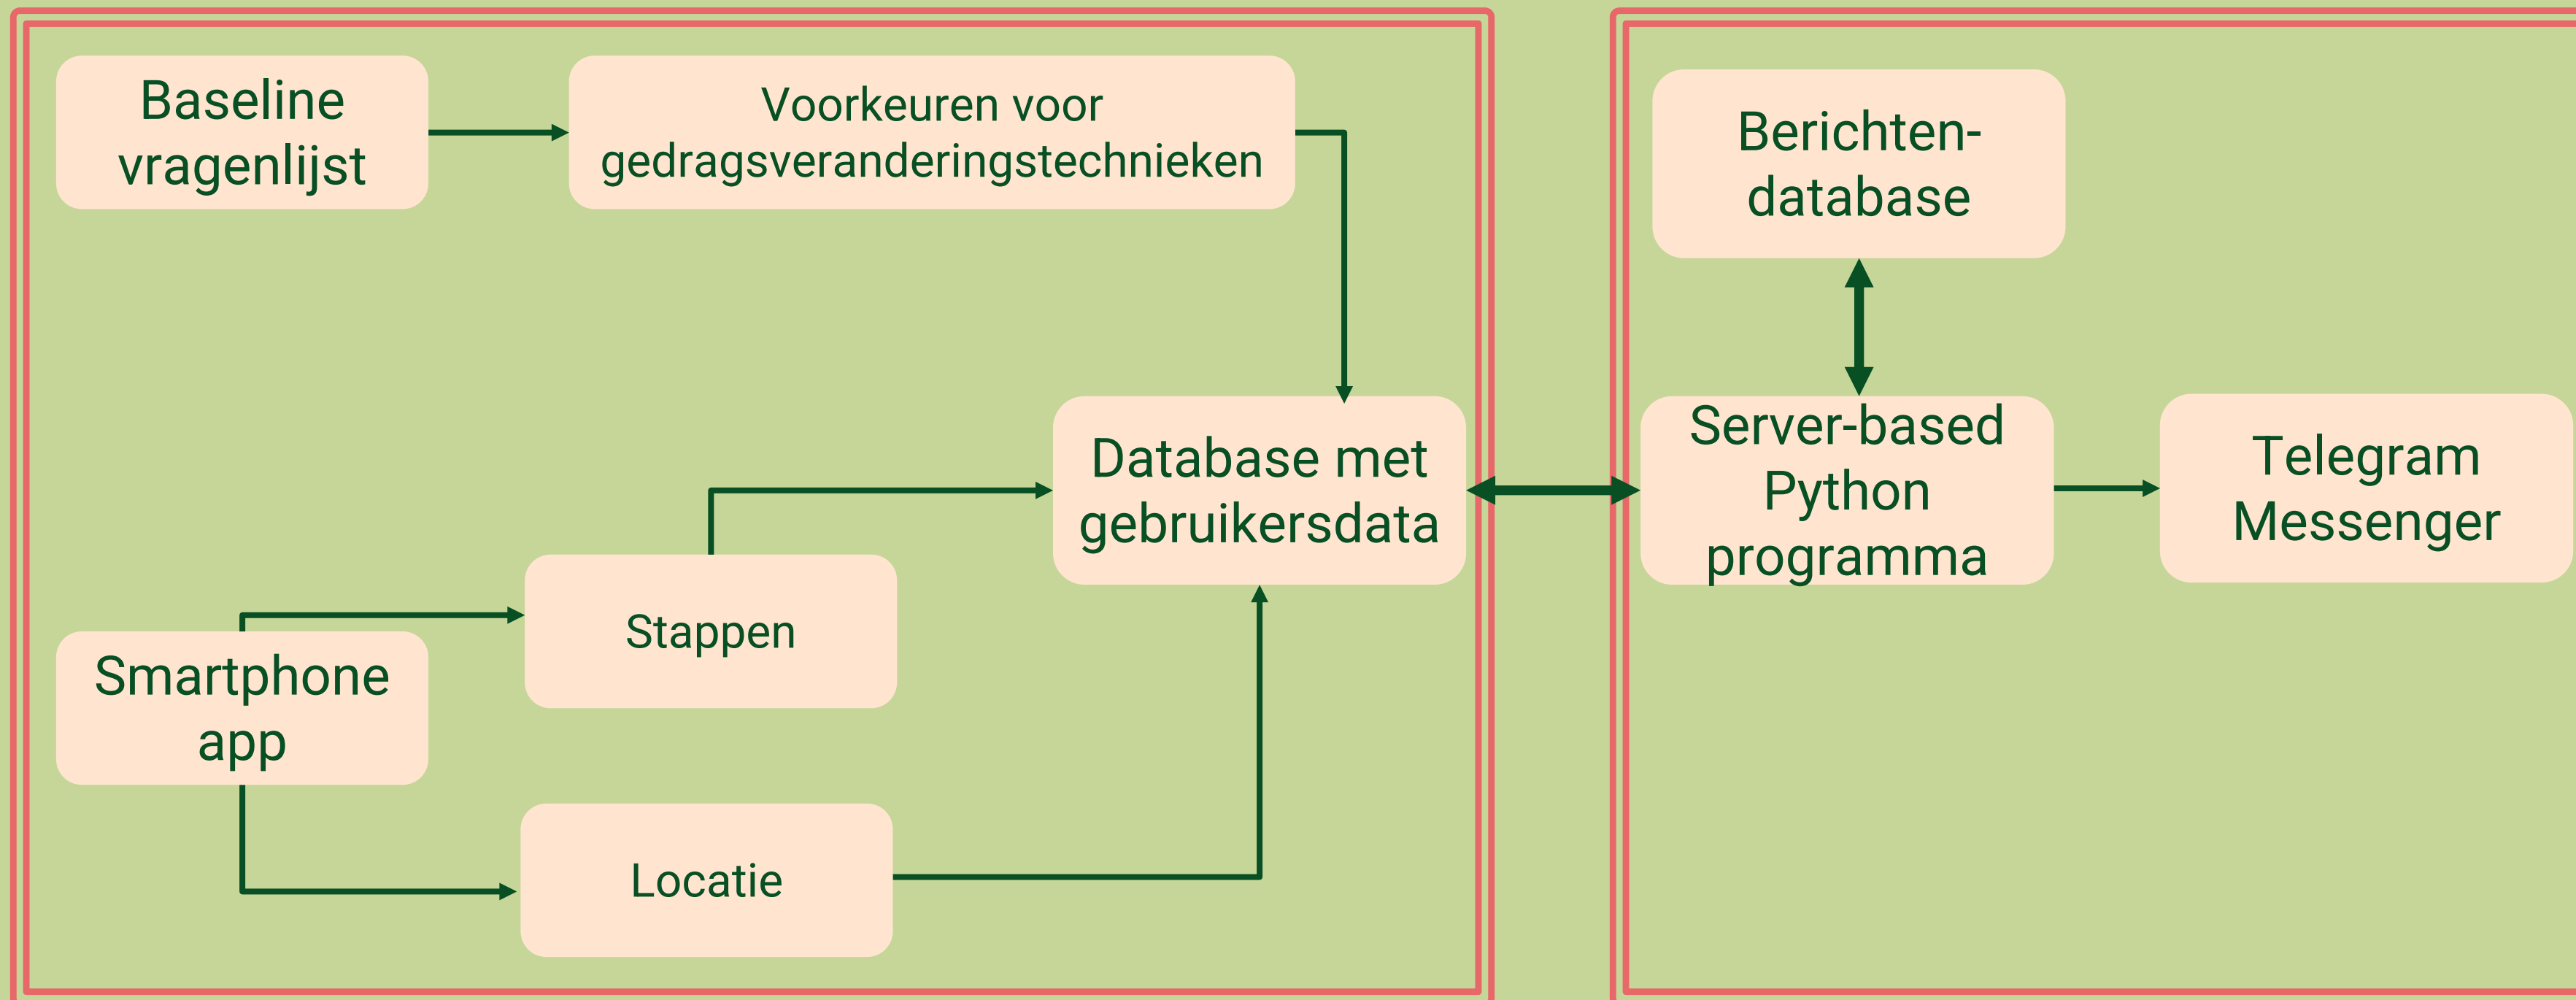 Baseline
vragenlijst
Voorkeuren voor
gedragsveranderingstechnieken
Berichten-
database
Database met
gebruikersdata
Server-based
Python
programma
Telegram
Messenger
Stappen
Smartphone
app
Locatie